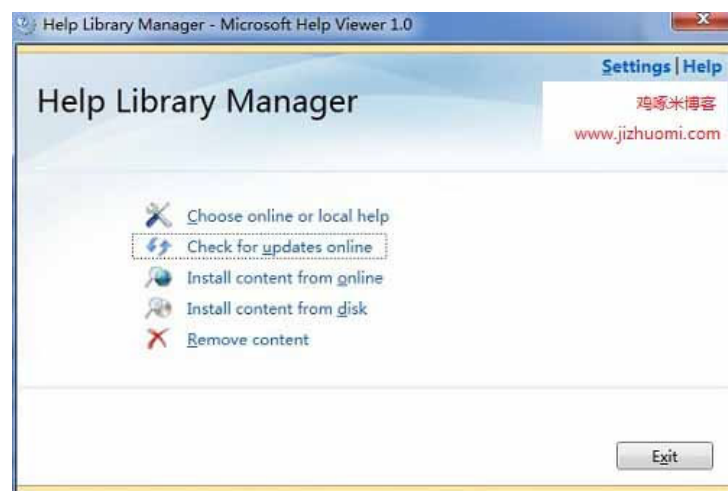 Help Library Manager - Microsoft Help Viewer 1.0
Settings | Help
Help Library Manager
鸡啄米博客
www.jizhuomi.com
Choose online or local help
Check for updates online
Install content from online
Install content from disk
Remove content
Exit